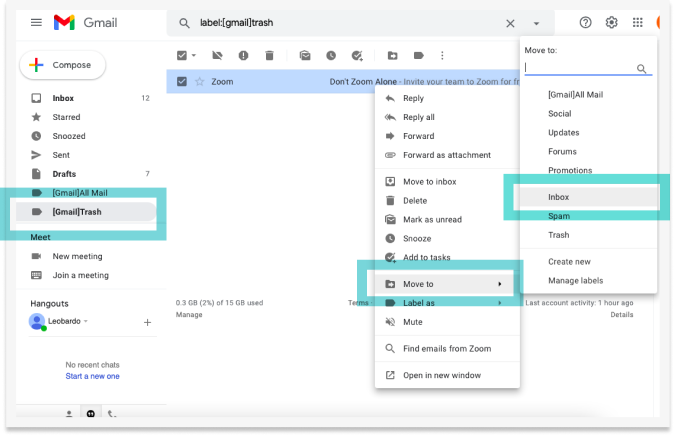 Gmail
label:[gmail]trash
Compose
Inbox 12
Starred
Snoozed
Sent
Drafts 7
[Gmail]All Mail
[Gmail]Trash
Meet
New meeting
Join a meeting
Hangouts
Leobardo
No recent chats
Start a new one
Zoom Don't Zoom Alone - Invite your team to Zoom for fr
0.3 GB (2%) of 15 GB used
Manage
Terms
Last account activity: 1 hour ago
Details
Reply
Reply all
Forward
Forward as attachment
Move to inbox
Delete
Mark as unread
Snooze
Add to tasks
Move to
Label as
Mute
Find emails from Zoom
Open in new window
Move to:
[Gmail]All Mail
Social
Updates
Forums
Promotions
Inbox
Spam
Trash
Create new
Manage labels